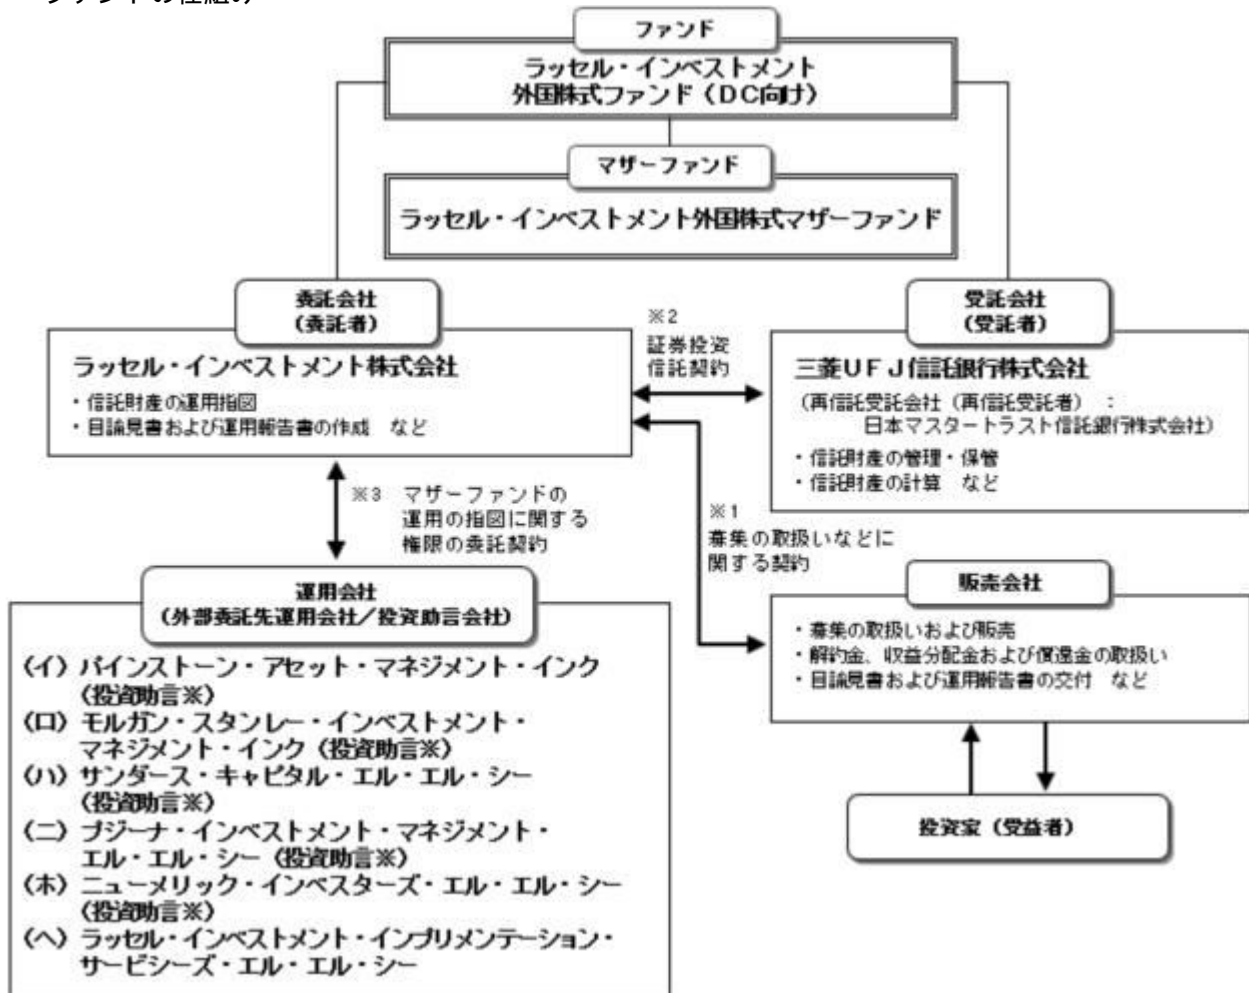 ファンドの仕組み
ファンド
ラッセル・インベストメント
外国株式ファンド（DC向け）
マザーファンド
ラッセル・インベストメント外国株式マザーファンド
委託会社
（委託者）
ラッセル・インベストメント株式会社
・信託財産の運用指図
・目論見書および運用報告書の作成　など
※2
証券投資
信託契約
受託会社
（受託者）
三菱UFJ信託銀行株式会社
（再信託受託会社（再信託受託者）　：
日本マスタートラスト信託銀行株式会社）
・信託財産の管理・保管
・信託財産の計算　など
※3　マザーファンドの
運用の指図に関する
権限の委託契約
※1
募集の取扱いなどに
関する契約
運用会社
（外部委託先運用会社／投資助言会社）
（イ）パインストーン・アセット・マネジメント・インク
（投資助言※）
（ロ）モルガン・スタンレー・インベストメント・
マネジメント・インク（投資助言※）
（ハ）サンダース・キャピタル・エル・エル・シー
（投資助言※）
（ニ）プジーナ・インベストメント・マネジメント・
エル・エル・シー（投資助言※）
（ホ）ニューメリック・インベスターズ・エル・エル・シー
（投資助言※）
（ヘ）ラッセル・インベストメント・インプリメンテーション・
サービシーズ・エル・エル・シー
販売会社
・募集の取扱いおよび販売
・解約金、収益分配金および償還金の取扱い
・目論見書および運用報告書の交付　など
投資家（受益者）